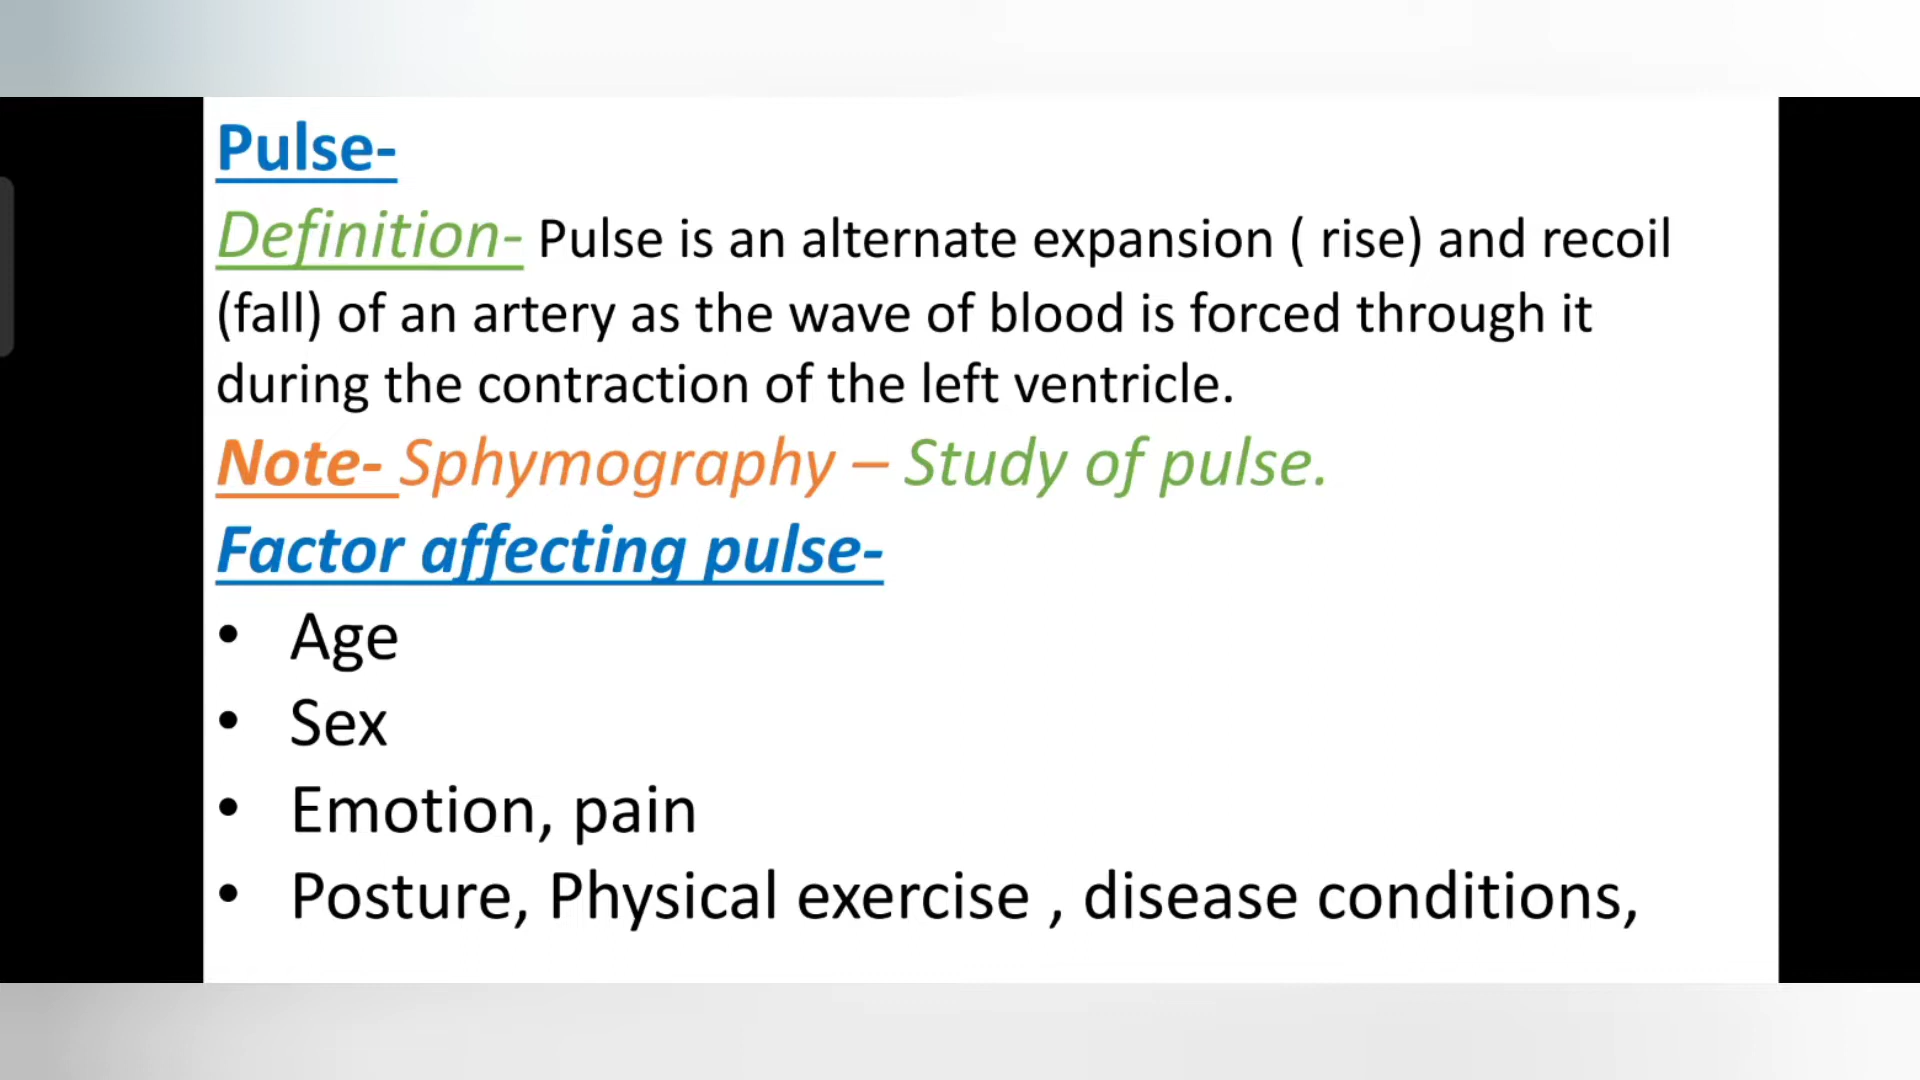 Pulse-
Definition- Pulse is an alternate expansion ( rise) and recoil
(fall) of an artery as the wave of blood is forced through it
during the contraction of the left ventricle.
Note- Sphymography – Study of pulse.
Factor affecting pulse-
• Age
• Sex
• Emotion, pain
• Posture, Physical exercise , disease conditions,